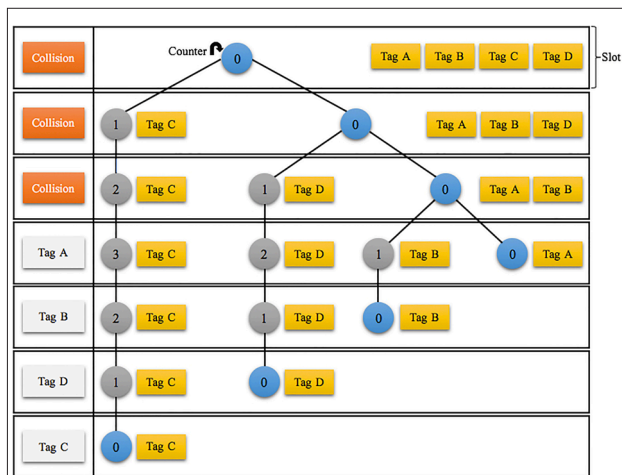 Counter
Collision 0 Tag A Tag B Tag C Tag D Slot
Collision 1 Tag C 0 Tag A Tag B Tag D
Collision 2 Tag C 1 Tag D 0 Tag A Tag B
Tag A 3 Tag C 2 Tag D 1 Tag B 0 Tag A
Tag B 2 Tag C 1 Tag D 0 Tag B
Tag D 1 Tag C 0 Tag D
Tag C 0 Tag C